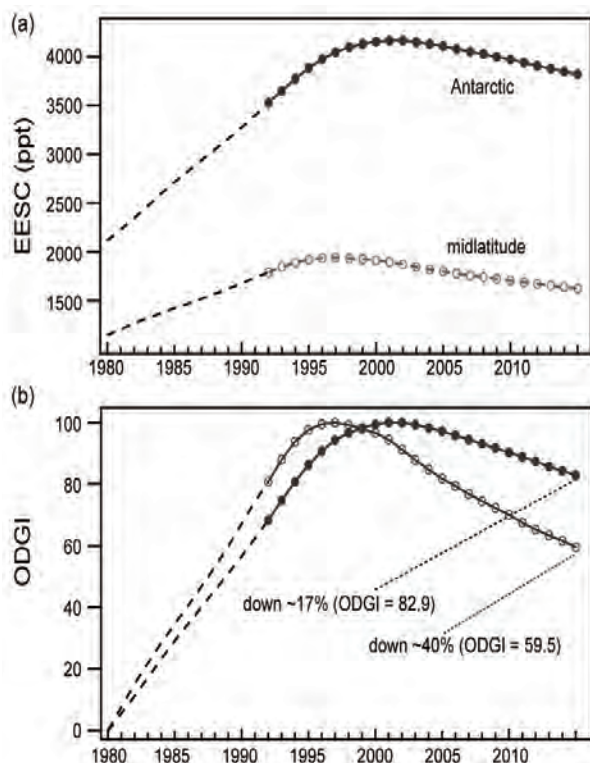 (a)
4000
3500
3000
2500
2000
1500
EESC (ppt)
Antarctic
midlatitude
1980 1985 1990 1995 2000 2005 2010
(b)
100
80
60
40
20
0
ODGI
down ~17% (ODGI = 82.9)
down ~40% (ODGI = 59.5)
1980 1985 1990 1995 2000 2005 2010